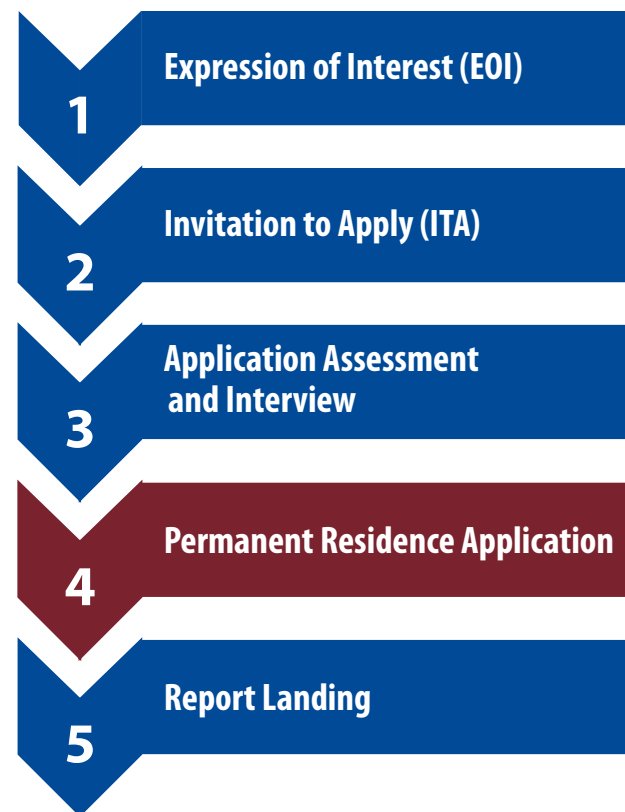 1
Expression of Interest (EOI)
2
Invitation to Apply (ITA)
3
Application Assessment
and Interview
4
Permanent Residence Application
5
Report Landing